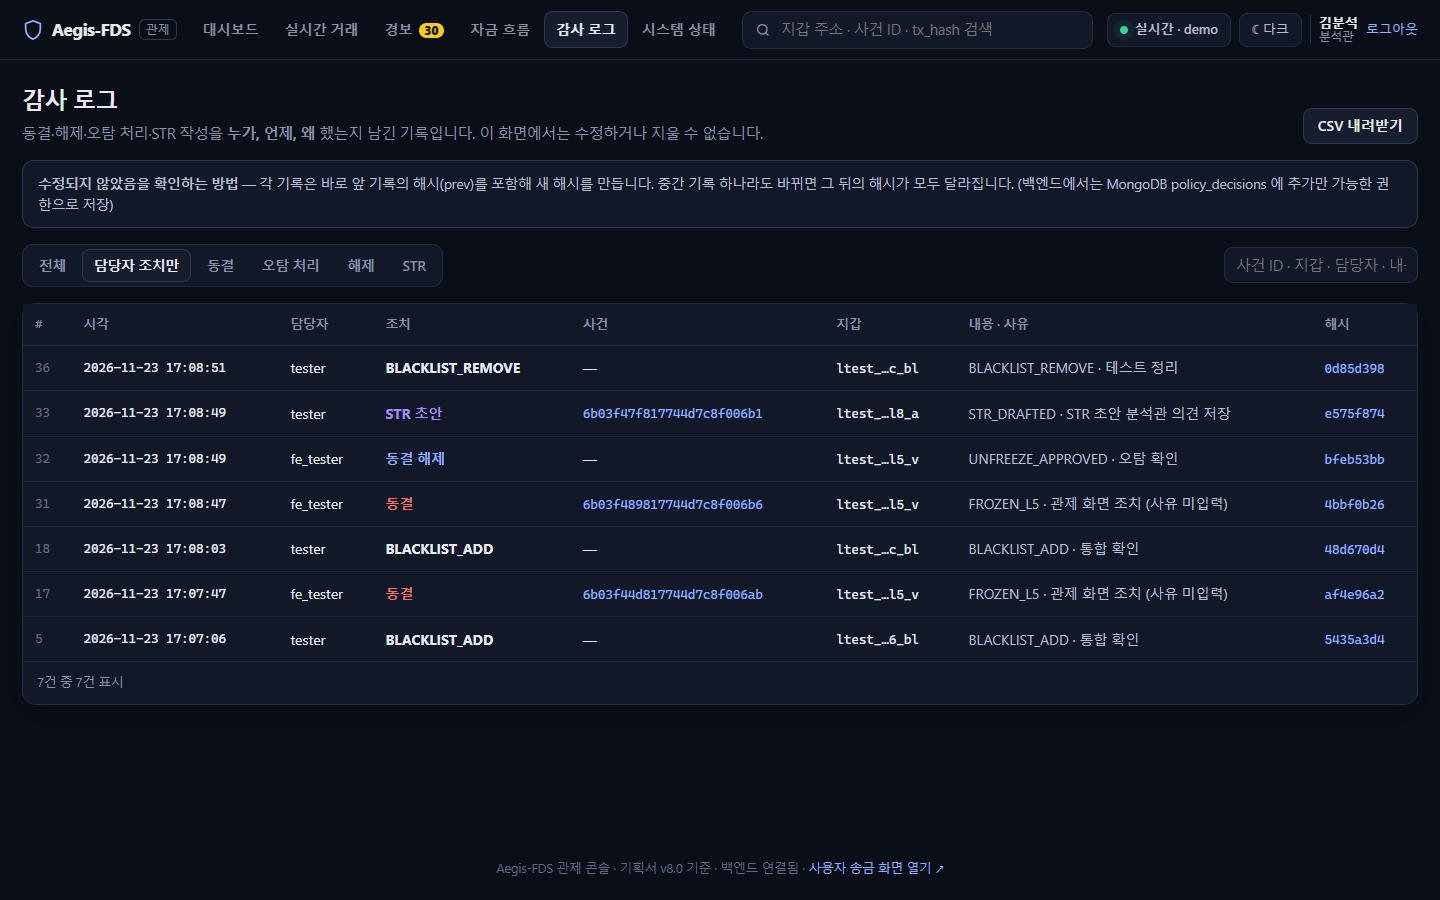 Aegis-FDS 관제 대시보드 실시간 거래 경보 30 자금 흐름 감사 로그 시스템 상태 지갑 주소 · 사건 ID · tx_hash 검색 실시간 · demo ☾ 다크 김분석 분석관 로그아웃
감사 로그
동결·해제·오탐 처리·STR 작성을 누가, 언제, 왜 했는지 남긴 기록입니다. 이 화면에서는 수정하거나 지울 수 없습니다.
CSV 내려받기
수정되지 않았음을 확인하는 방법 — 각 기록은 바로 앞 기록의 해시(prev)를 포함해 새 해시를 만듭니다. 중간 기록 하나라도 바뀌면 그 뒤의 해시가 모두 달라집니다. (백엔드에서는 MongoDB policy_decisions 에 추가만 가능한 권
한으로 저장)
전체 담당자 조치만 동결 오탐 처리 해제 STR 사건 ID · 지갑 · 담당자 · 내
# 시각 담당자 조치 사건 지갑 내용 · 사유 해시
36 2026-11-23 17:08:51 tester BLACKLIST_REMOVE — ltest_…c_bl BLACKLIST_REMOVE · 테스트 정리 0d85d398
33 2026-11-23 17:08:49 tester STR 초안 6b03f47f817744d7c8f006b1 ltest_…l8_a STR_DRAFTED · STR 초안 분석관 의견 저장 e575f874
32 2026-11-23 17:08:49 fe_tester 동결 해제 — ltest_…l5_v UNFREEZE_APPROVED · 오탐 확인 bfeb53bb
31 2026-11-23 17:08:47 fe_tester 동결 6b03f489817744d7c8f006b6 ltest_…l5_v FROZEN_L5 · 관제 화면 조치 (사유 미입력) 4bbf0b26
18 2026-11-23 17:08:03 tester BLACKLIST_ADD — ltest_…c_bl BLACKLIST_ADD · 통합 확인 48d670d4
17 2026-11-23 17:07:47 fe_tester 동결 6b03f44d817744d7c8f006ab ltest_…l5_v FROZEN_L5 · 관제 화면 조치 (사유 미입력) af4e96a2
5 2026-11-23 17:07:06 tester BLACKLIST_ADD — ltest_…6_bl BLACKLIST_ADD · 통합 확인 5435a3d4
7건 중 7건 표시
Aegis-FDS 관제 콘솔 · 기획서 v8.0 기준 · 백엔드 연결됨 · 사용자 송금 화면 열기 ↗